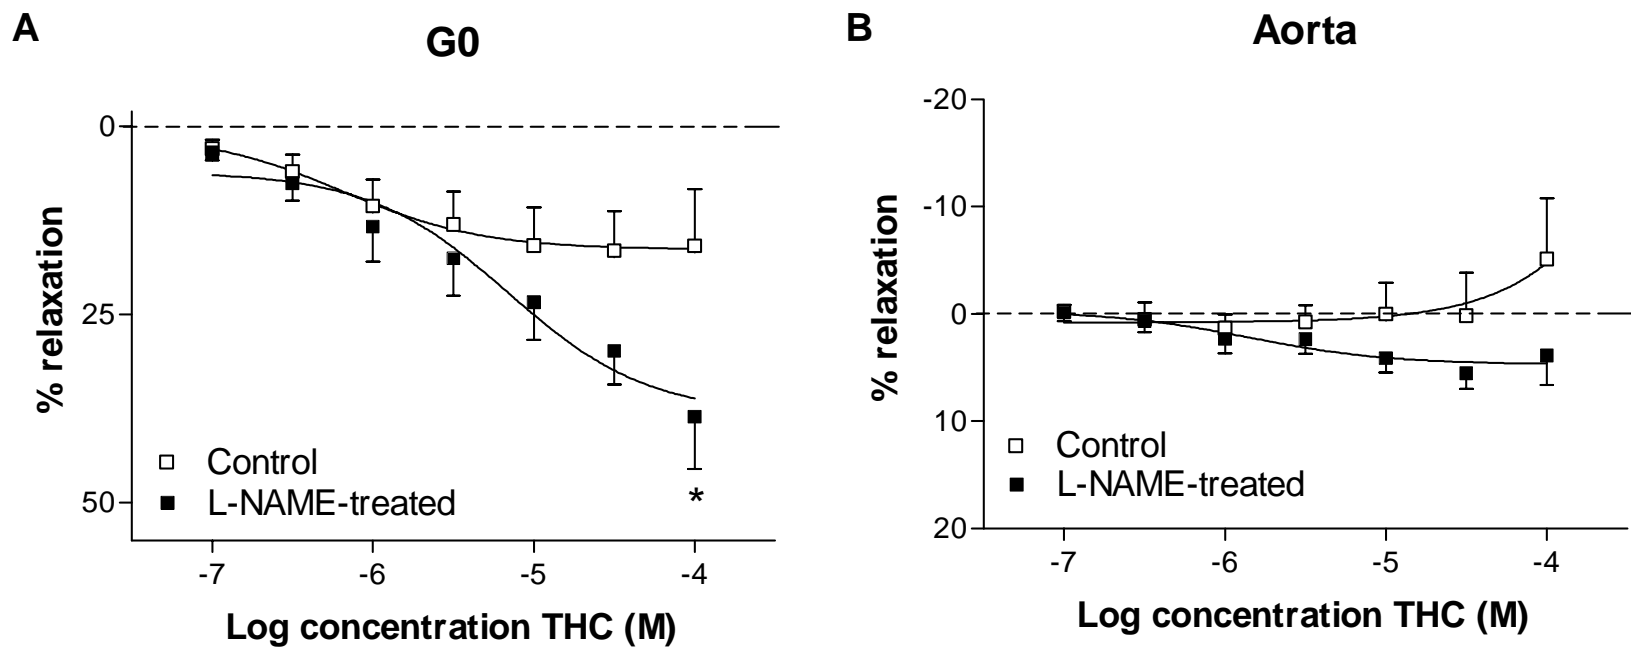 A
G0
0
25
50
% relaxation
Control
L-NAME-treated
*
-7
-6
-5
-4
Log concentration THC (M)
B
Aorta
-20
-10
0
10
20
% relaxation
Control
L-NAME-treated
-7
-6
-5
-4
Log concentration THC (M)